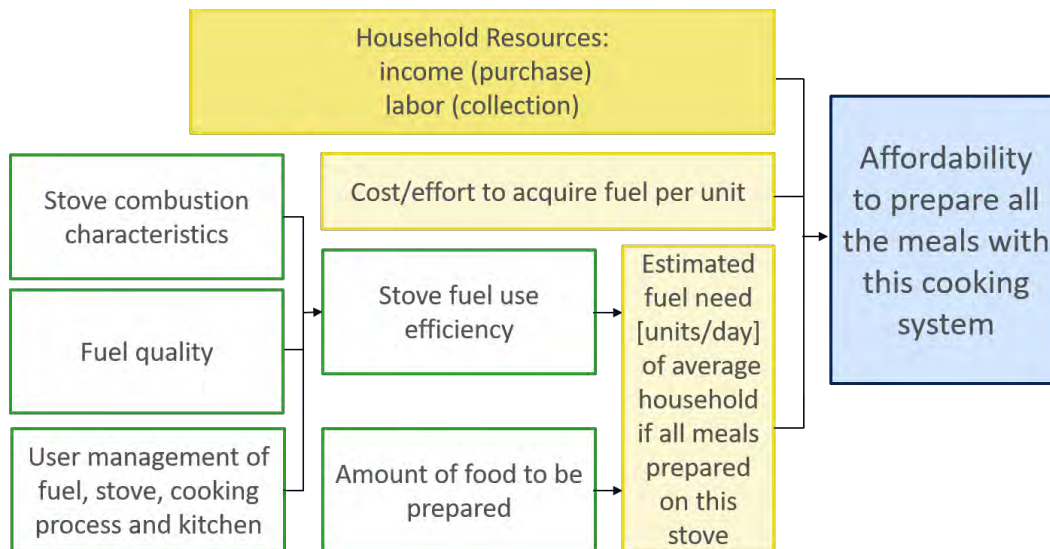 Household Resources:
income (purchase)
labor (collection)
Cost/effort to acquire fuel per unit
Stove combustion
characteristics
Fuel quality
User management of
fuel, stove, cooking
process and kitchen
Stove fuel use
efficiency
Amount of food to be
prepared
Estimated
fuel need
[units/day]
of average
household
if all meals
prepared
on this
stove
Affordability
to prepare all
the meals with
this cooking
system